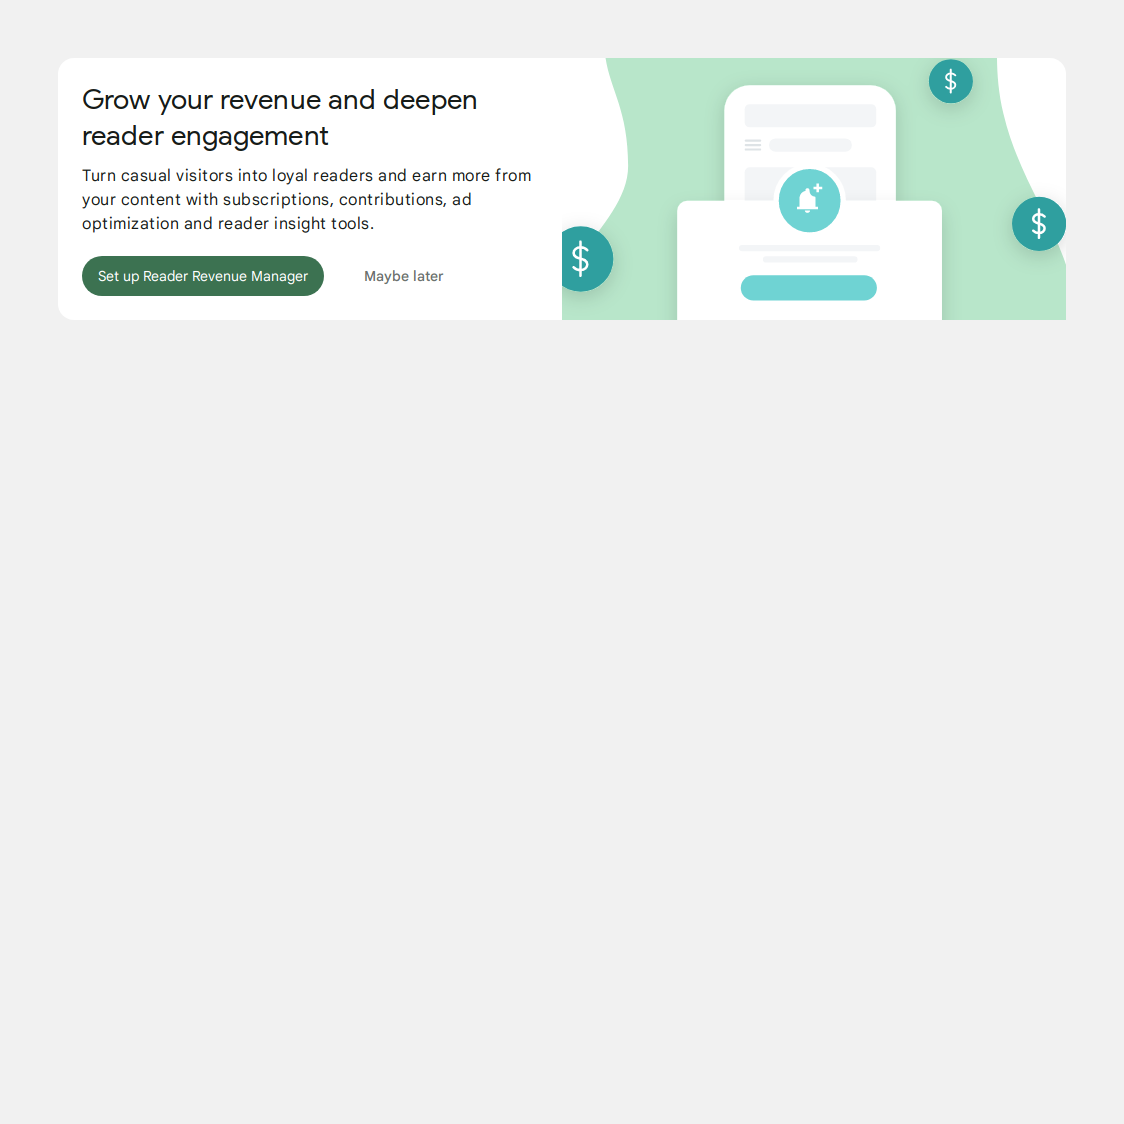 Grow your revenue and deepen
reader engagement
Turn casual visitors into loyal readers and earn more from
your content with subscriptions, contributions, ad
optimization and reader insight tools.
Set up Reader Revenue Manager
Maybe later
$
$
$